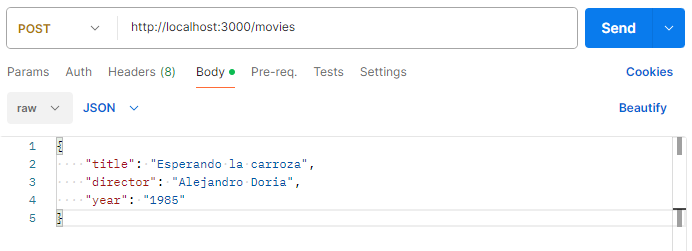 POST http://localhost:3000/movies Send
Params Auth Headers (8) Body Pre-req. Tests Settings Cookies
raw JSON Beautify
1 {
2 "title": "Esperando la carroza",
3 "director": "Alejandro Doria",
4 "year": "1985"
5 }